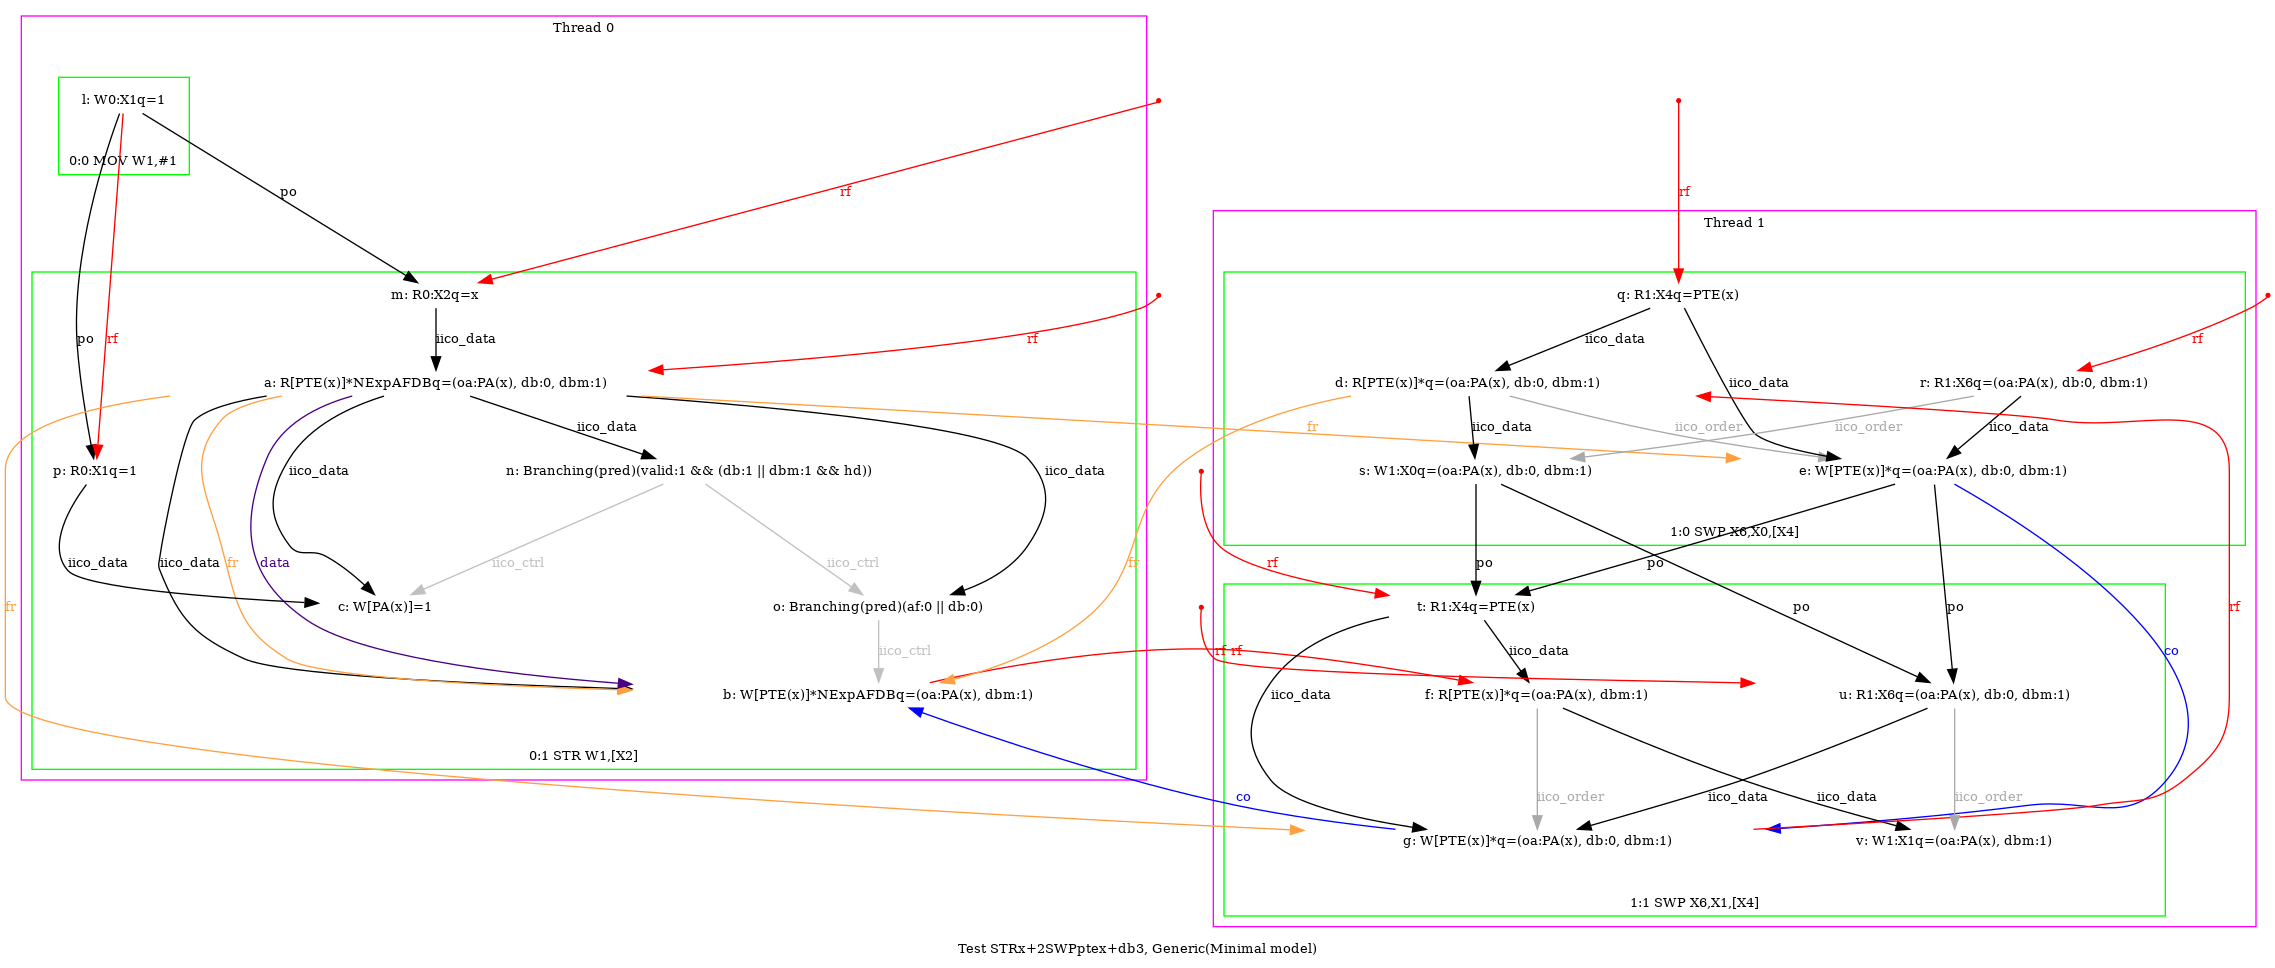 Thread 0
l: W0:X1q=1
0:0 MOV W1,#1
po
rf
rf
Thread 1
po
rf
m: R0:X2q=x
q: R1:X4q=PTE(x)
iico_data
rf
iico_data
rf
a: R[PTE(x)]*NExpAFDBq=(oa:PA(x), db:0, dbm:1)
d: R[PTE(x)]*q=(oa:PA(x), db:0, dbm:1)
iico_data
r: R1:X6q=(oa:PA(x), db:0, dbm:1)
iico_data
fr
iico_data
iico_order
iico_order
iico_data
p: R0:X1q=1
iico_data
n: Branching(pred)(valid:1 && (db:1 || dbm:1 && hd))
iico_data
s: W1:X0q=(oa:PA(x), db:0, dbm:1)
e: W[PTE(x)]*q=(oa:PA(x), db:0, dbm:1)
1:0 SWP X6,X0,[X4]
iico_data
iico_data
fr
data
iico_ctrl
iico_ctrl
fr
rf
po
po
fr
c: W[PA(x)]=1
o: Branching(pred)(af:0 || db:0)
t: R1:X4q=PTE(x)
po
po
rf
iico_ctrl
rf
rf
iico_data
co
b: W[PTE(x)]*NExpAFDBq=(oa:PA(x), dbm:1)
iico_data
f: R[PTE(x)]*q=(oa:PA(x), dbm:1)
u: R1:X6q=(oa:PA(x), db:0, dbm:1)
0:1 STR W1,[X2]
co
iico_order
iico_data
iico_data
iico_order
g: W[PTE(x)]*q=(oa:PA(x), db:0, dbm:1)
v: W1:X1q=(oa:PA(x), dbm:1)
1:1 SWP X6,X1,[X4]
Test STRx+2SWPptex+db3, Generic(Minimal model)